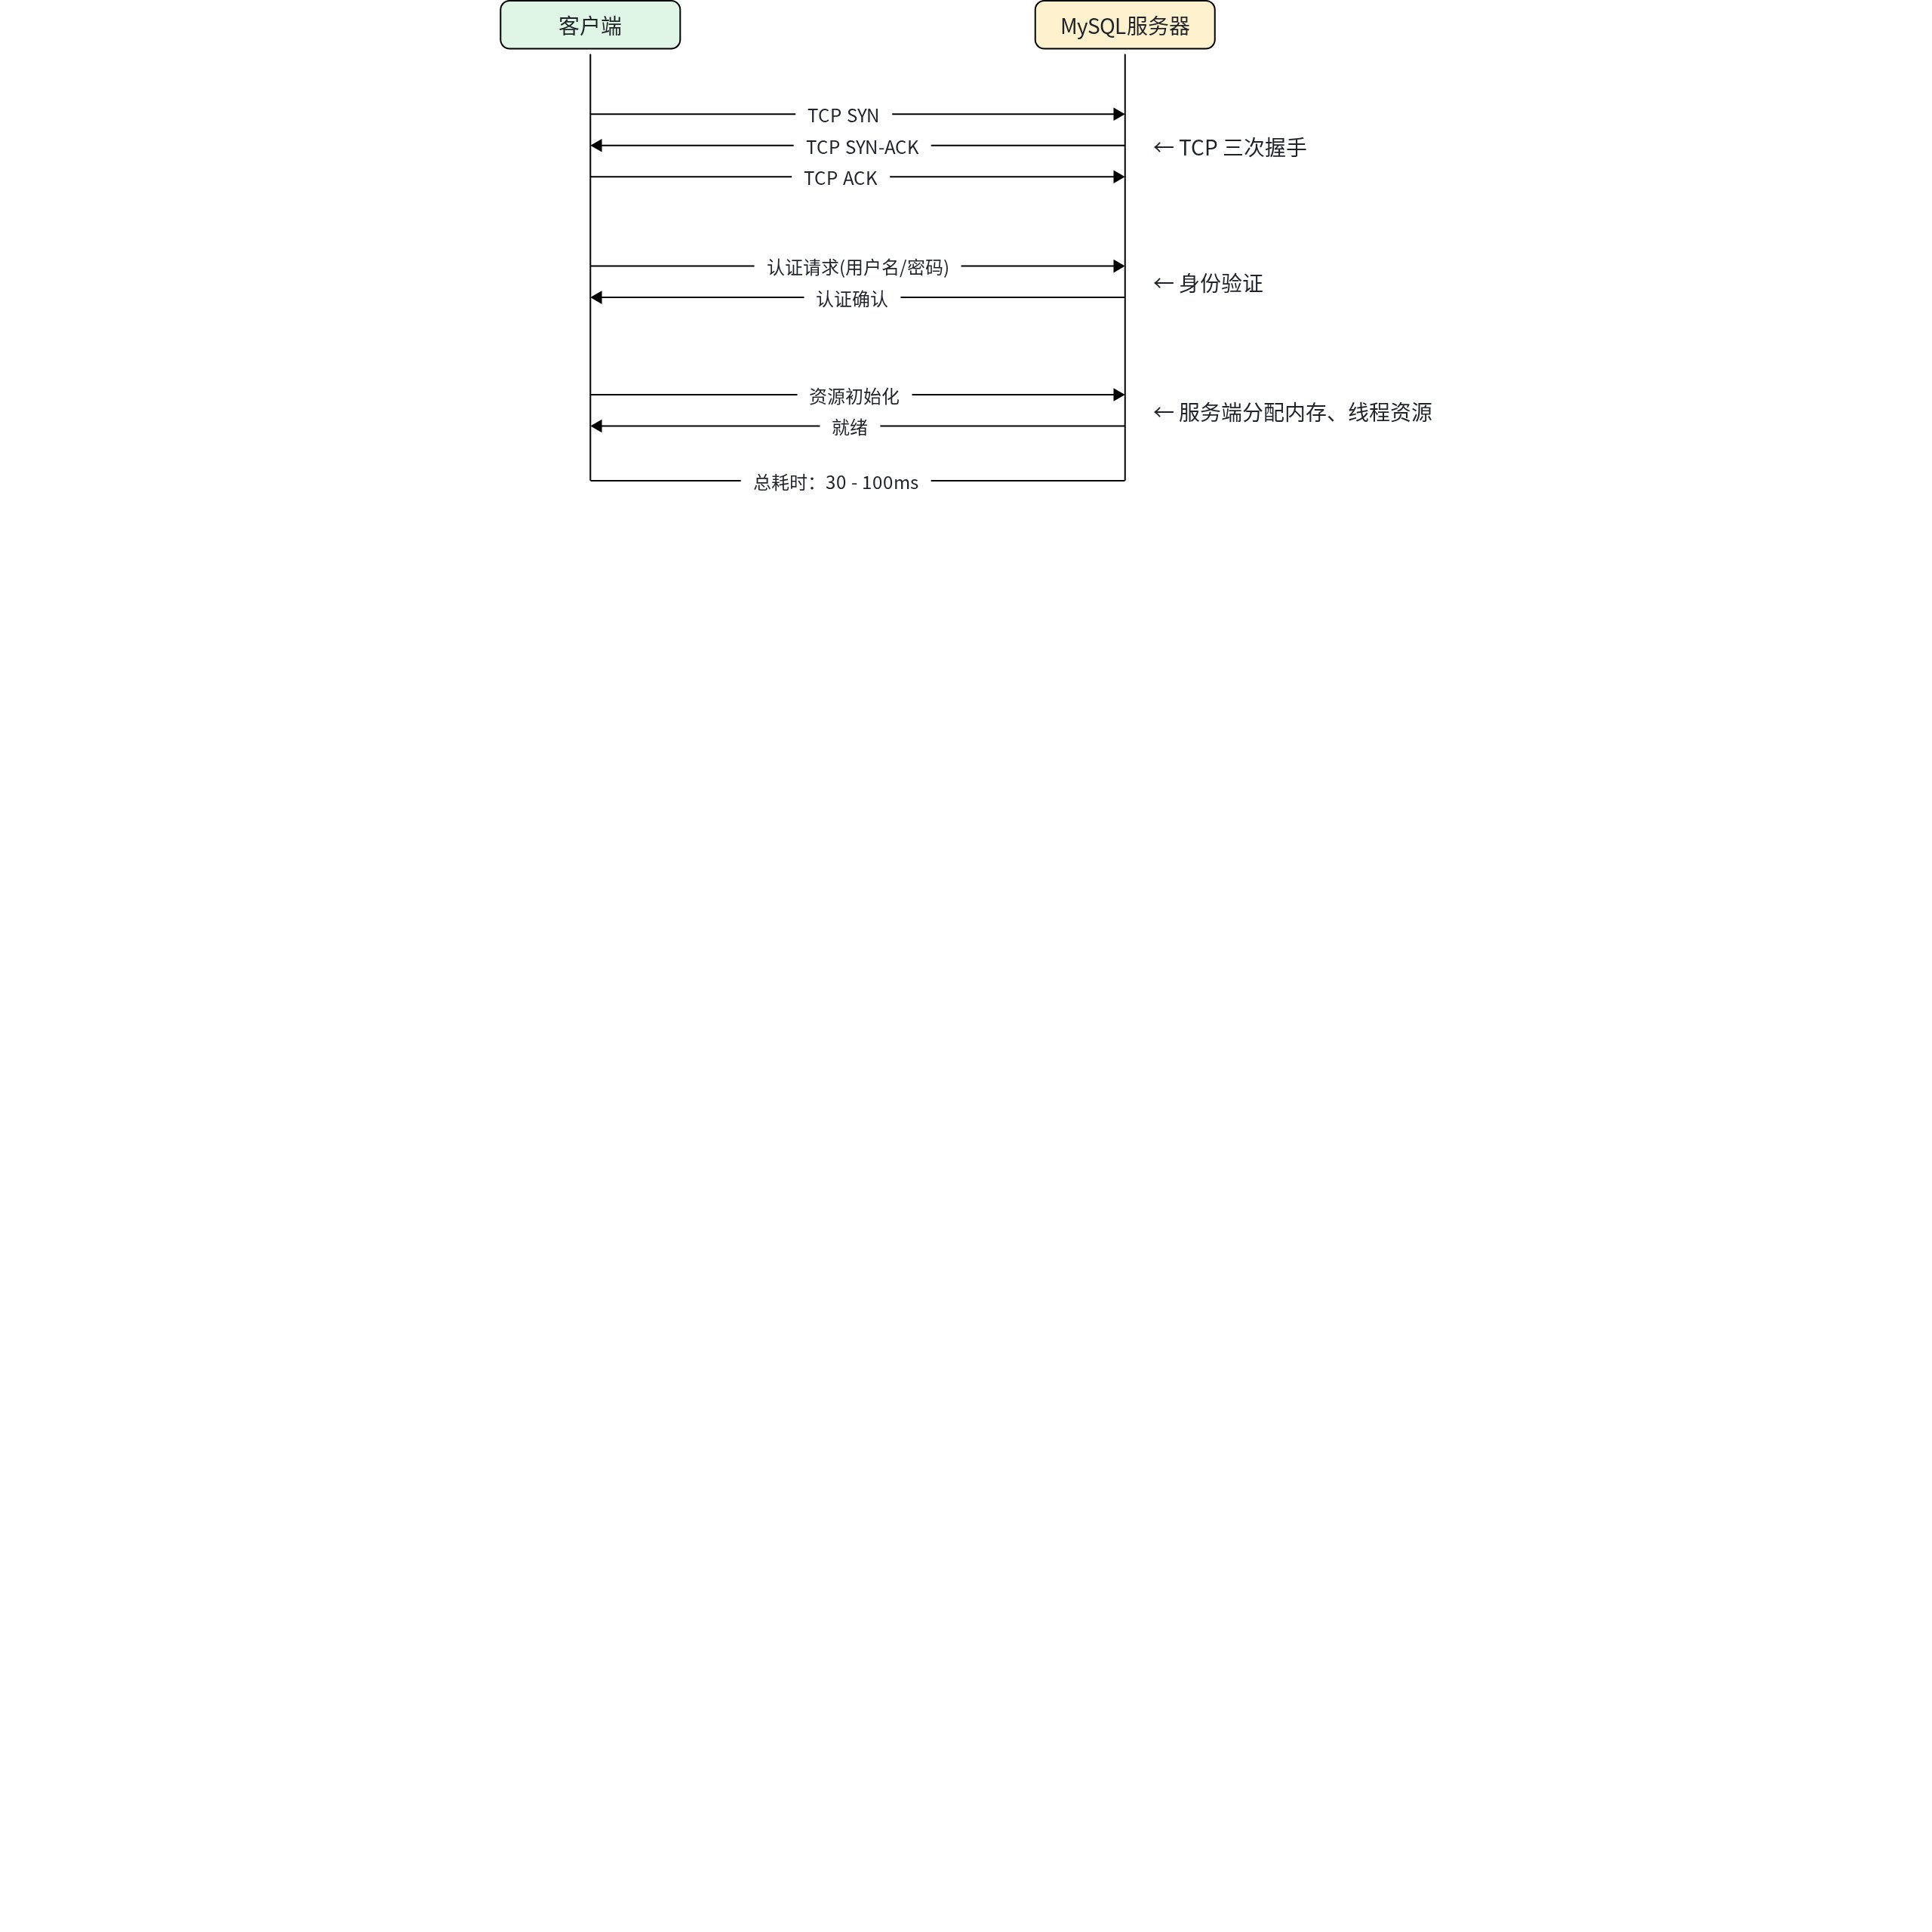 客户端
MySQL服务器
TCP SYN
TCP SYN-ACK
← TCP 三次握手
TCP ACK
认证请求(用户名/密码)
← 身份验证
认证确认
资源初始化
← 服务端分配内存、线程资源
就绪
总耗时：30 - 100ms